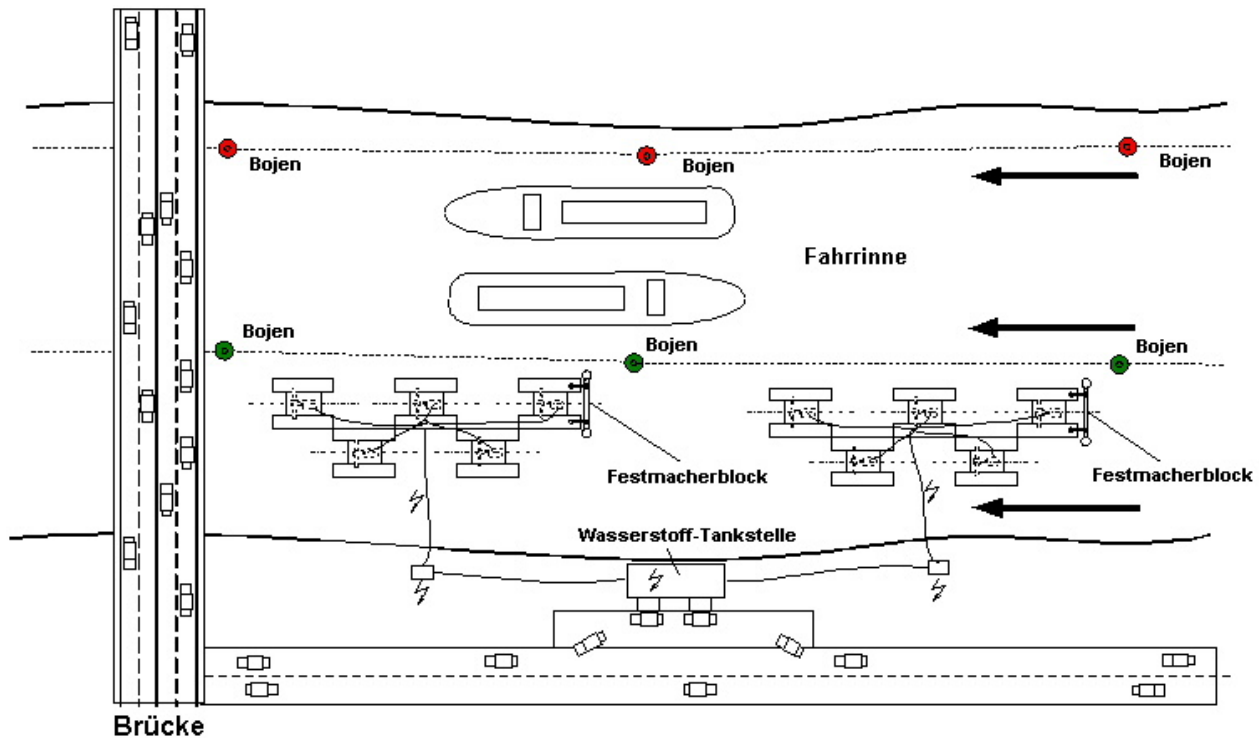 Bojen
Bojen
Bojen
Fahrrinne
Bojen
Bojen
Bojen
Festmacherblock
Festmacherblock
Wasserstoff-Tankstelle
Brücke